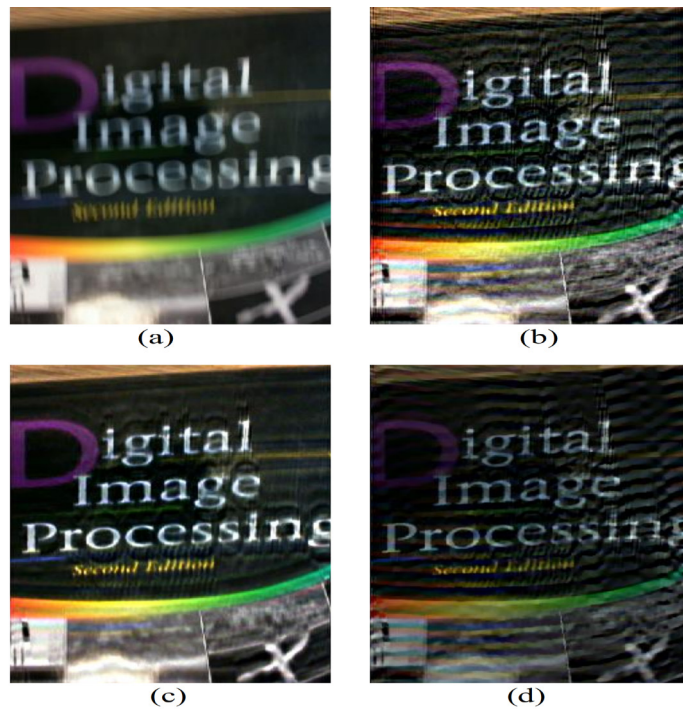 Digital
Image
Processing
Second Edition
(a)
Digital
Image
Processing
Second Edition
(b)
Digital
Image
Processing
Second Edition
(c)
Digital
Image
Processing
Second Edition
(d)